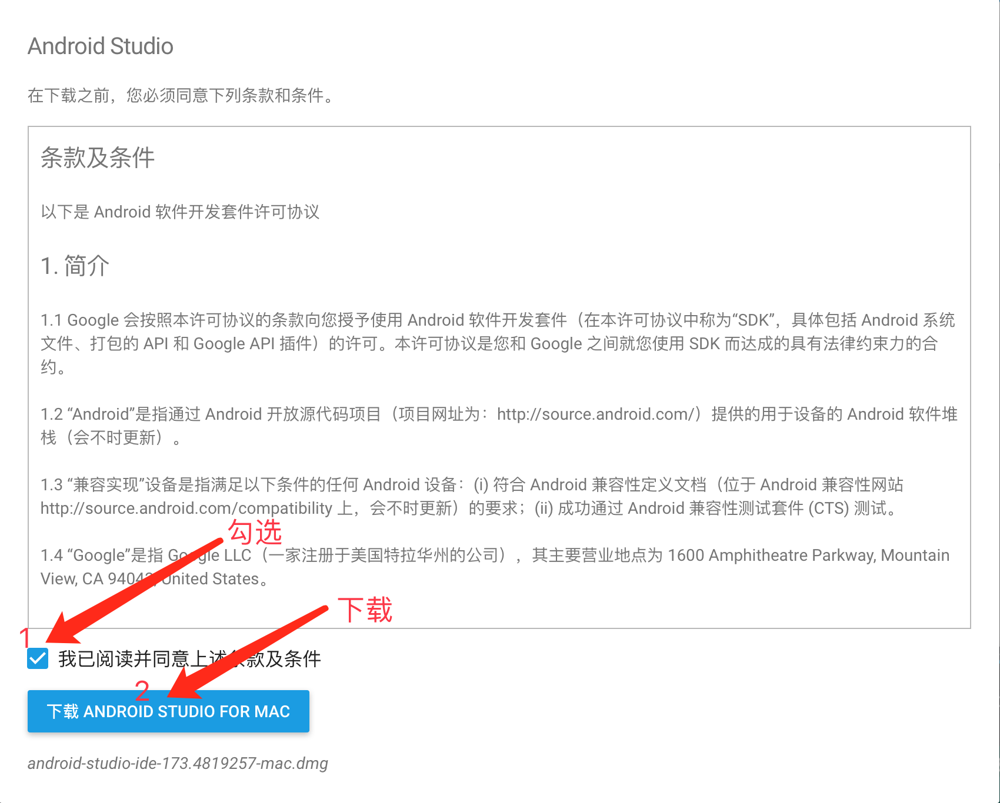 Android Studio
在下载之前，您必须同意下列条款和条件。
条款及条件
以下是 Android 软件开发套件许可协议
1. 简介
1.1 Google 会按照本许可协议的条款向您授予使用 Android 软件开发套件（在本许可协议中称为“SDK”，具体包括 Android 系统
文件、打包的 API 和 Google API 插件）的许可。本许可协议是您和 Google 之间就您使用 SDK 而达成的具有法律约束力的合
约。
1.2 “Android”是指通过 Android 开放源代码项目（项目网址为：http://source.android.com/）提供的用于设备的 Android 软件堆
栈（会不时更新）。
1.3 “兼容实现”设备是指满足以下条件的任何 Android 设备：(i) 符合 Android 兼容性定义文档（位于 Android 兼容性网站
http://source.android.com/compatibility 上，会不时更新）的要求；(ii) 成功通过 Android 兼容性测试套件 (CTS) 测试。
勾选
1.4 “Google”是指 Google LLC（一家注册于美国特拉华州的公司），其主要营业地点为 1600 Amphitheatre Parkway, Mountain
View, CA 94043, United States。
下载
1
我已阅读并同意上述条款及条件
2
下载 ANDROID STUDIO FOR MAC
android-studio-ide-173.4819257-mac.dmg